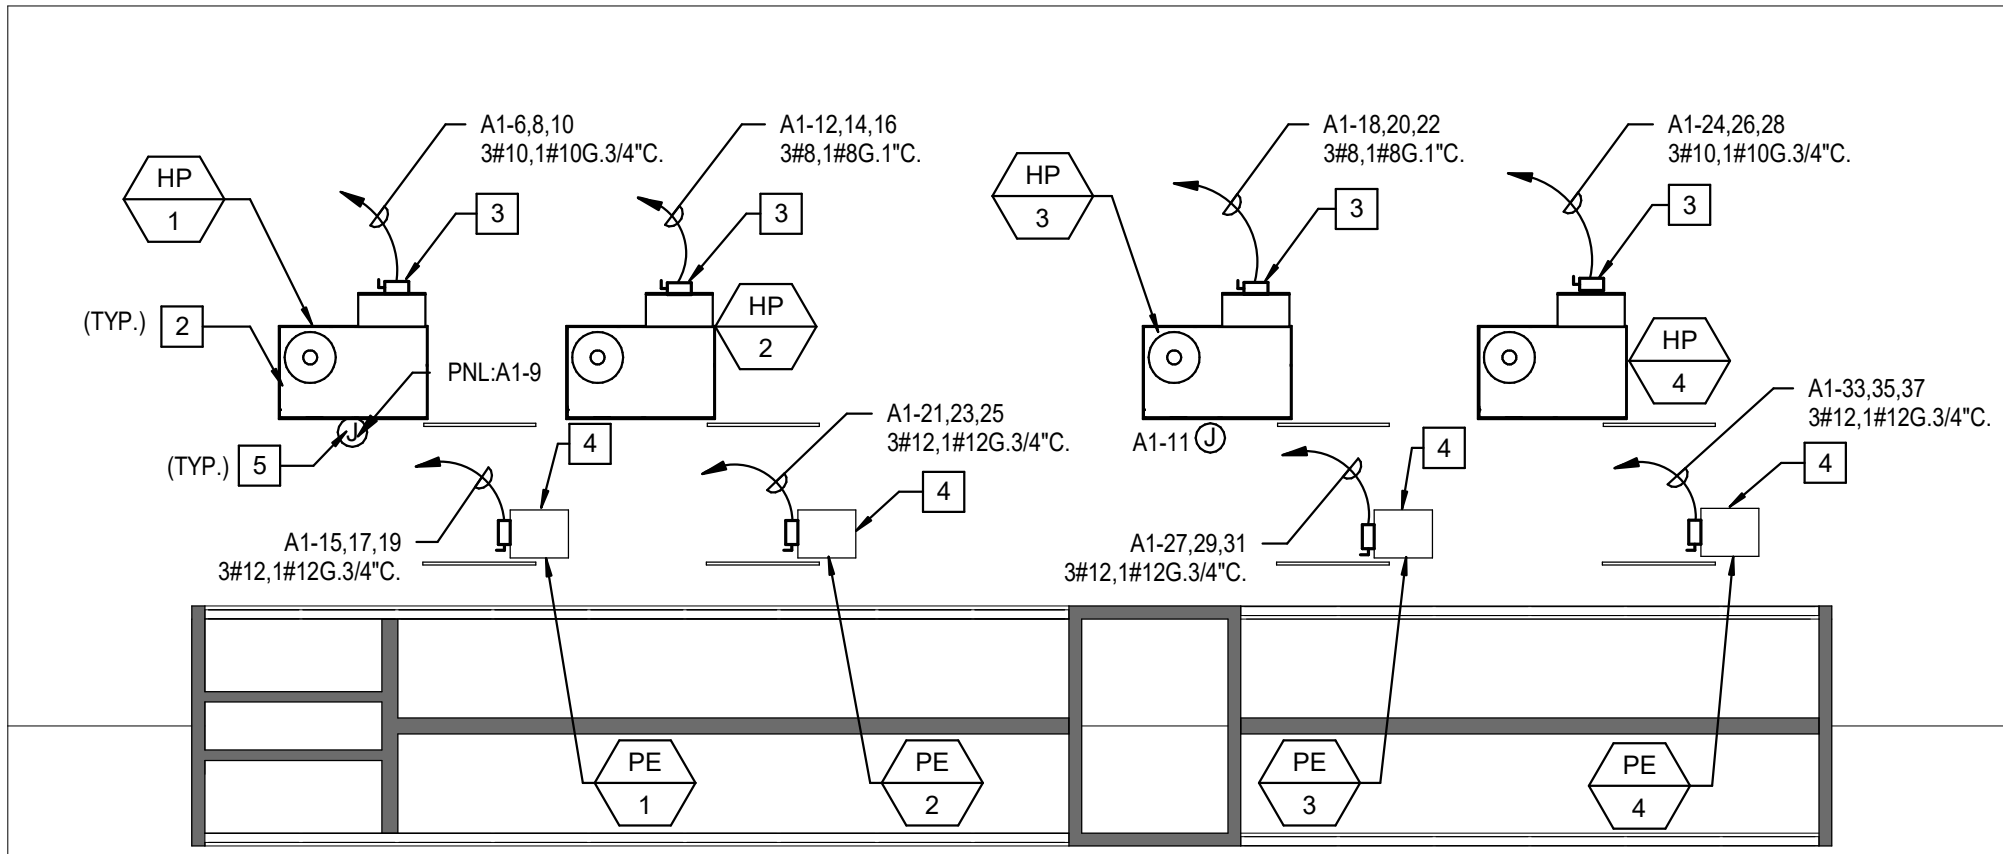 A1-6,8,10
3#10,1#10G.3/4"C.
A1-12,14,16
3#8,1#8G.1"C.
A1-18,20,22
3#8,1#8G.1"C.
A1-24,26,28
3#10,1#10G.3/4"C.
HP
1
3
3
HP
3
3
3
(TYP.) 2
HP
2
HP
4
PNL:A1-9
J
(TYP.) 5
A1-21,23,25
3#12,1#12G.3/4"C.
4
4
A1-11 J
4
A1-33,35,37
3#12,1#12G.3/4"C.
4
A1-15,17,19
3#12,1#12G.3/4"C.
A1-27,29,31
3#12,1#12G.3/4"C.
PE
1
PE
2
PE
3
PE
4